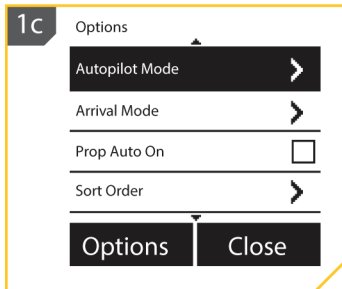 1c
Options
Autopilot Mode
Arrival Mode
Prop Auto On
Sort Order
Options Close